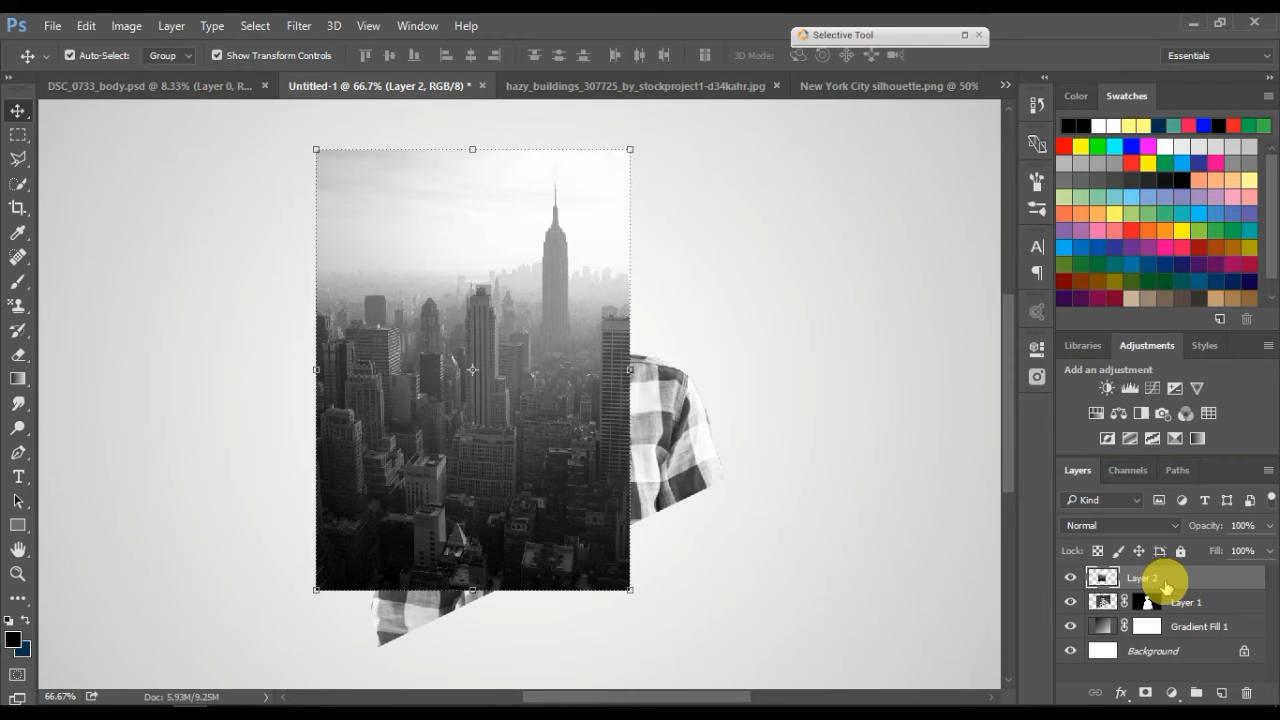 Ps File Edit Image Layer Type Select Filter 3D View Window Help
Selective Tool
Auto-Select: Group Show Transform Controls 3D Mode: Essentials
DSC_0733_body.psd @ 8.33% (Layer 0, R... Untitled-1 @ 66.7% (Layer 2, RGB/8) * hazy_buildings_307725_by_stockproject1-d34kahr.jpg New York City silhouette.png @ 50%
Color Swatches
Libraries Adjustments Styles
Add an adjustment
Layers Channels Paths
Kind
Normal Opacity: 100%
Lock: Fill: 100%
Layer 2
Layer 1
Gradient Fill 1
Background
66.67% Doc: 5.93M/9.25M